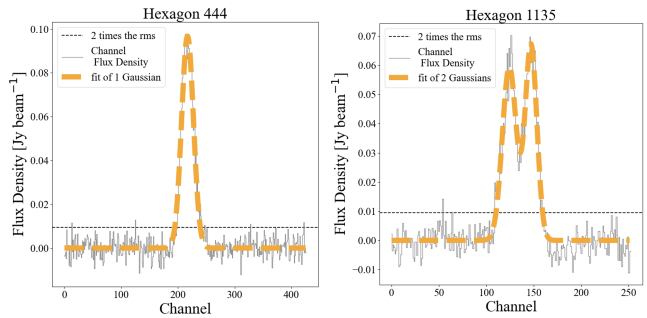 Hexagon 444
2 times the rms
Channel
Flux Density
fit of 1 Gaussian
Flux Density [Jy beam⁻¹]
0.10
0.08
0.06
0.04
0.02
0.00
0
100
200
300
400
Channel
Hexagon 1135
2 times the rms
Channel
Flux Density
fit of 2 Gaussians
Flux Density [Jy beam⁻¹]
0.07
0.06
0.05
0.04
0.03
0.02
0.01
0.00
−0.01
0
50
100
150
200
250
Channel